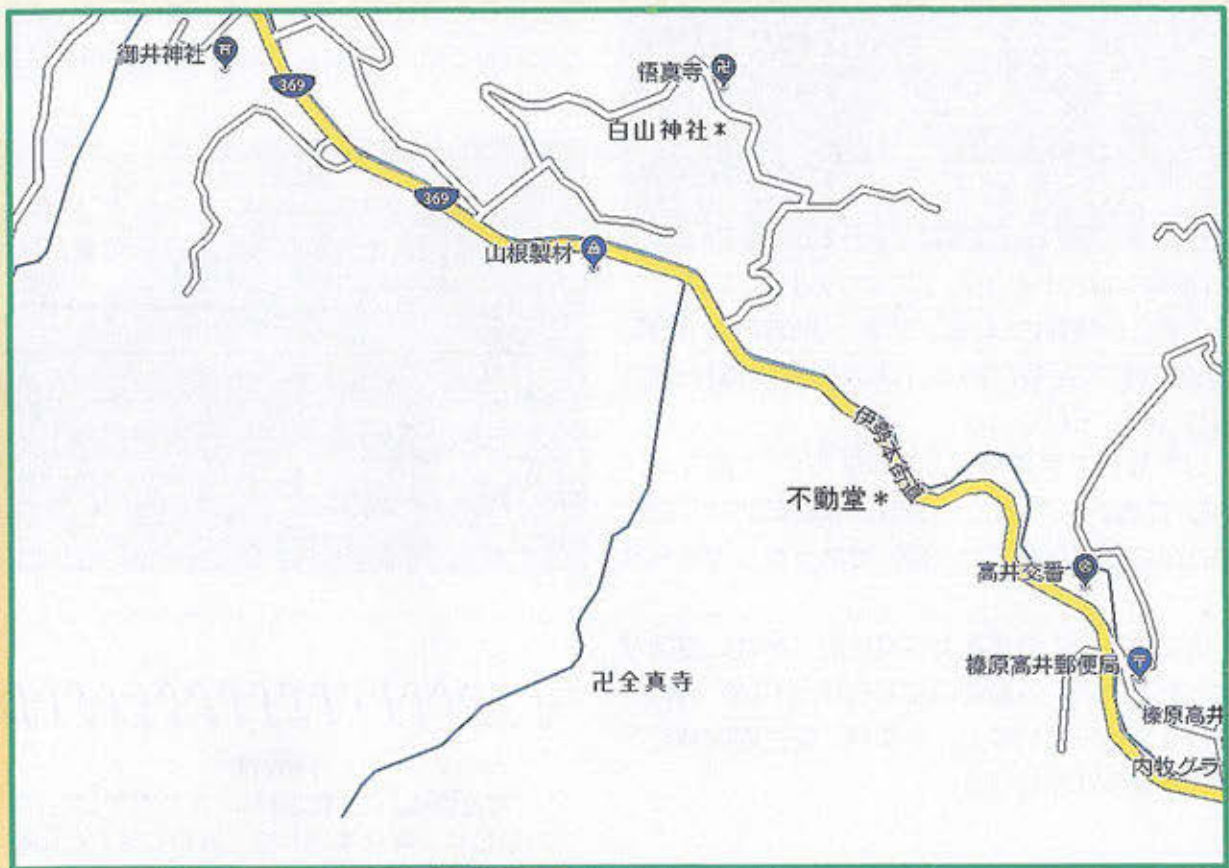 御井神社
悟真寺
369
白山神社*
369
山根製材
伊勢本街道
不動堂*
高井交番
卍全真寺
榛原高井郵便局
榛原高井
内牧グラ